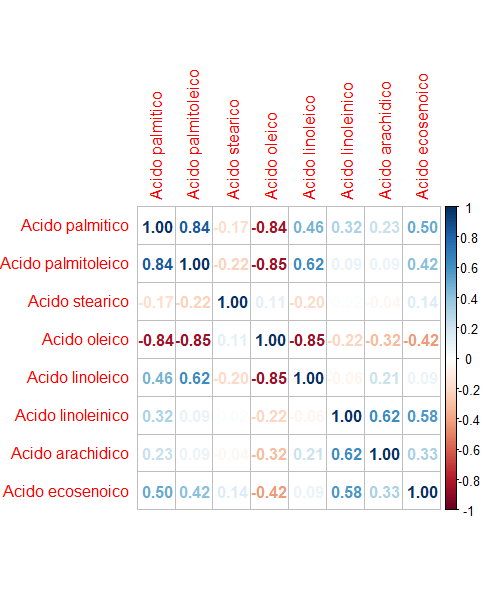 Acido palmitico
Acido palmitoleico
Acido stearico
Acido oleico
Acido linoleico
Acido linoleinico
Acido arachidico
Acido ecosenoico
Acido palmitico 1.00 0.84 -0.17 -0.84 0.46 0.32 0.23 0.50
Acido palmitoleico 0.84 1.00 -0.22 -0.85 0.62 0.09 0.09 0.42
Acido stearico -0.17 -0.22 1.00 0.11 -0.20 -0.04 0.14
Acido oleico -0.84 -0.85 0.11 1.00 -0.85 -0.22 -0.32 -0.42
Acido linoleico 0.46 0.62 -0.20 -0.85 1.00 -0.06 0.21 0.09
Acido linoleinico 0.32 0.09 -0.22 -0.06 1.00 0.62 0.58
Acido arachidico 0.23 0.09 -0.04 -0.32 0.21 0.62 1.00 0.33
Acido ecosenoico 0.50 0.42 0.14 -0.42 0.09 0.58 0.33 1.00
1
0.8
0.6
0.4
0.2
0
-0.2
-0.4
-0.6
-0.8
-1